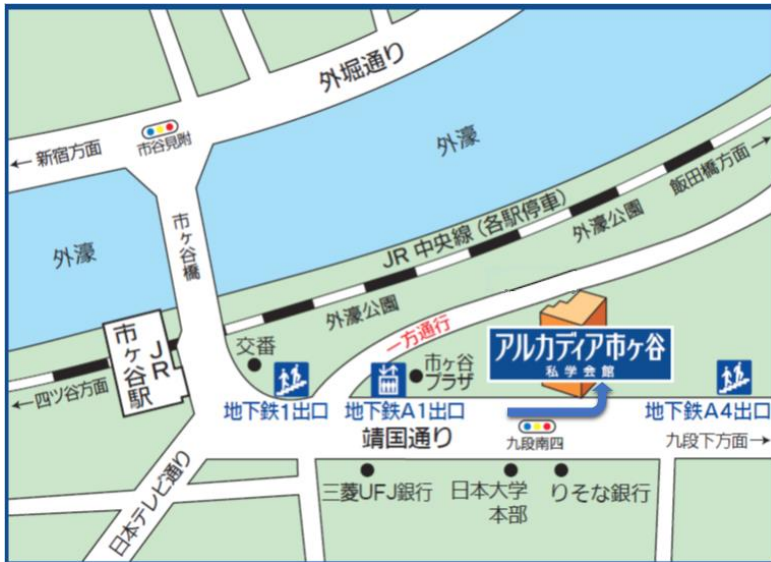 外堀通り
←新宿方面
市谷見附
外濠
飯田橋方面→
市ヶ谷橋
外濠
JR 中央線(各駅停車)
外濠公園
外濠公園
一方通行
JR
市ヶ谷駅
交番
市ヶ谷
プラザ
アルカディア市ヶ谷
私学会館
←四ツ谷方面
地下鉄1出口
地下鉄A1出口
地下鉄A4出口
靖国通り
九段南四
九段下方面→
日本テレビ通り
三菱UFJ銀行
日本大学
本部
りそな銀行